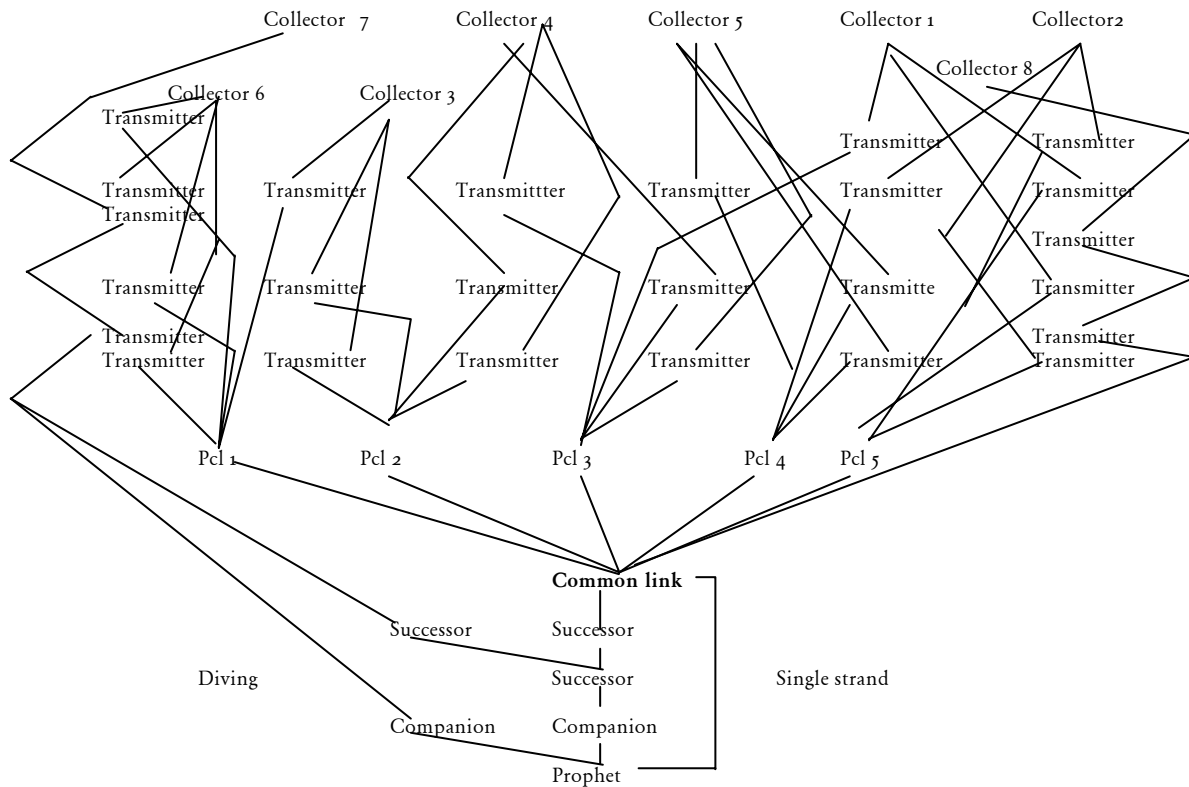 Collector 7 Collector 4 Collector 5 Collector 1 Collector2
Collector 8
Collector 6 Collector 3
Transmitter
Transmitter Transmitter
Transmitter Transmitter Transmittter Transmitter Transmitter Transmitter
Transmitter
Transmitter
Transmitter Transmitter Transmitter Transmitter Transmitte Transmitter
Transmitter Transmitter
Transmitter Transmitter Transmitter Transmitter Transmitter Transmitter
Pcl 1 Pcl 2 Pcl 3 Pcl 4 Pcl 5
Common link
Successor Successor
Diving Successor Single strand
Companion Companion
Prophet